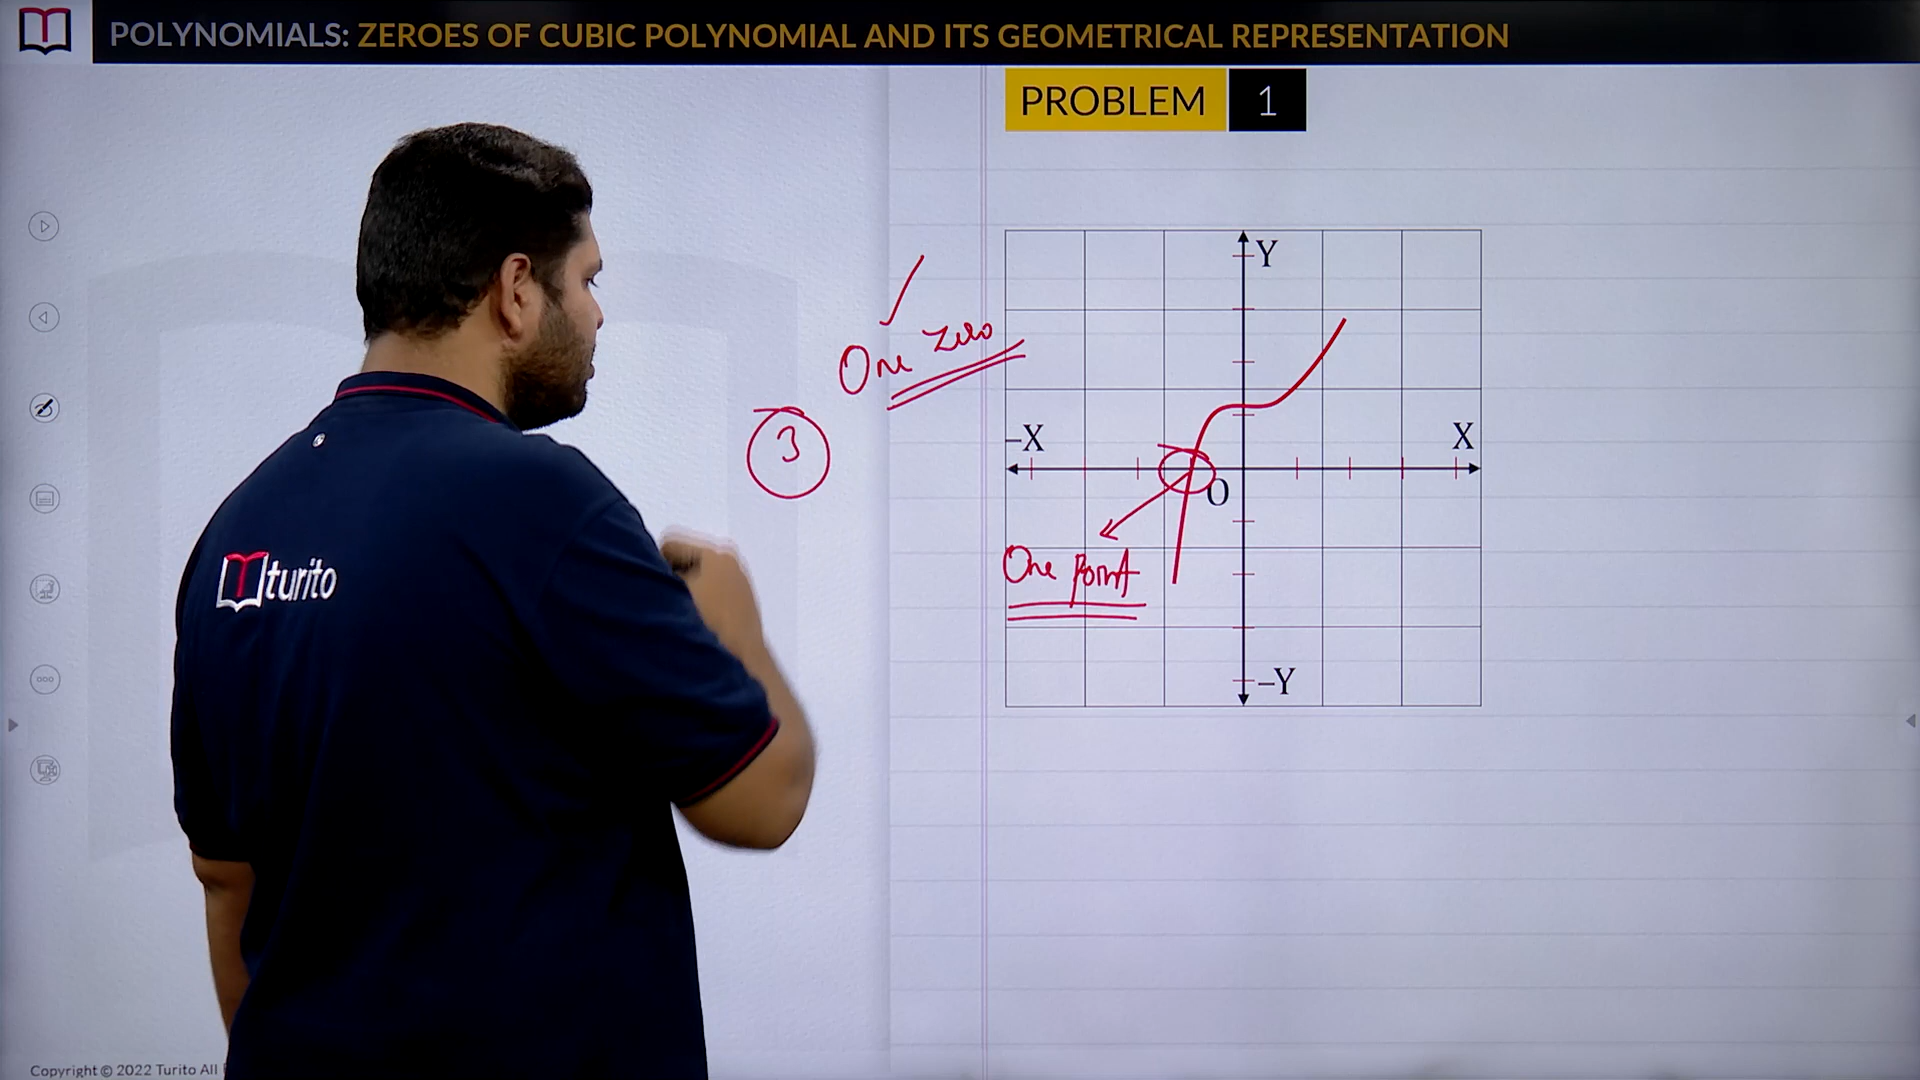 POLYNOMIALS: ZEROES OF CUBIC POLYNOMIAL AND ITS GEOMETRICAL REPRESENTATION
PROBLEM 1
Y
One zero
3
–X
X
O
One point
turito
–Y
Copyright © 2022 Turito All